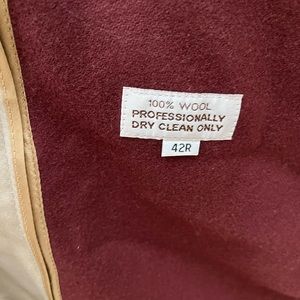 100% WOOL
PROFESSIONALLY
DRY CLEAN ONLY
42R